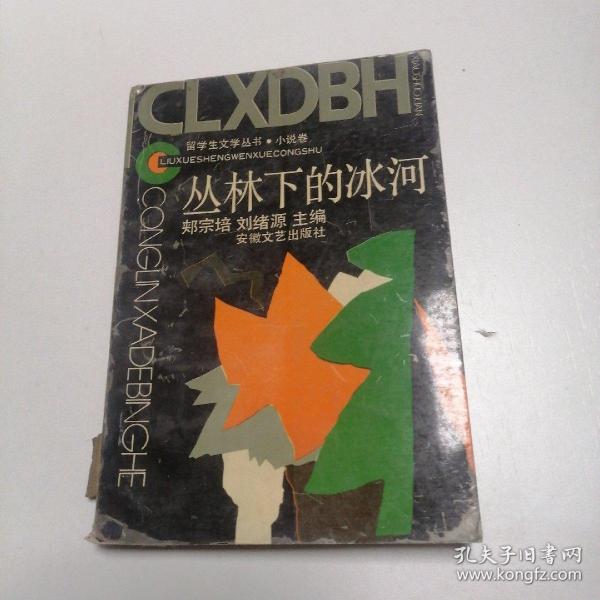 CLXDBH
XIAOSHUOJUAN
留学生文学丛书·小说卷
LIUXUESHENGWENXUECONGSHU
丛林下的冰河
郏宗培 刘绪源 主编
安徽文艺出版社
CONGLINXIADEBINGHE
孔夫子旧书网
www.kongfz.com